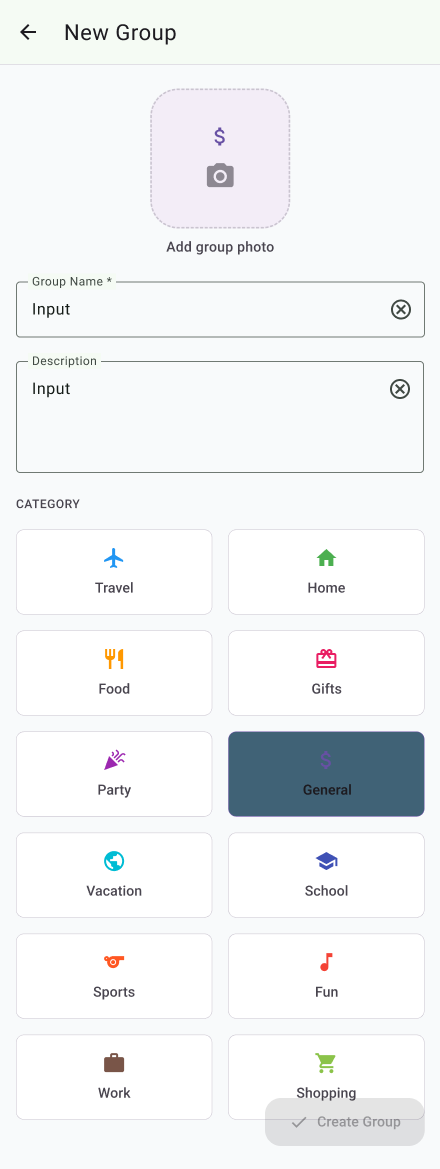 New Group
$
Add group photo
Group Name *
Input
Description
Input
CATEGORY
Travel
Home
Food
Gifts
Party
$
General
Vacation
School
Sports
Fun
Work
Shopping
Create Group